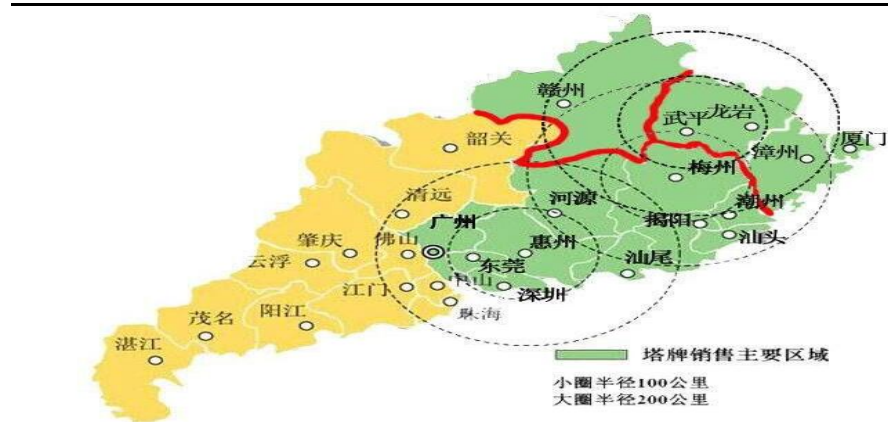 赣州
武平
龙岩
厦门
韶关
漳州
梅州
清远
河源
潮州
揭阳
广州
汕头
肇庆
佛山
惠州
云浮
东莞
汕尾
江门
中山
深圳
珠海
阳江
茂名
湛江
塔牌销售主要区域
小圈半径100公里
大圈半径200公里